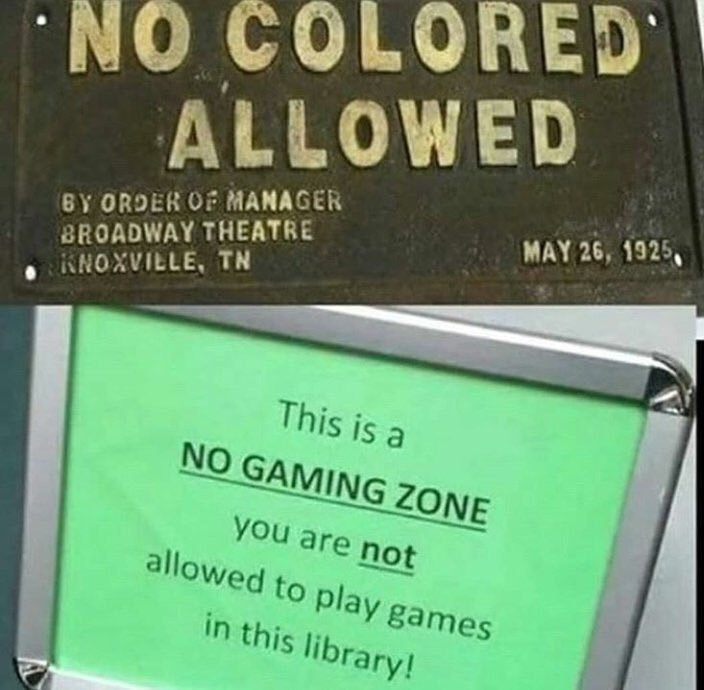 NO COLORED
ALLOWED
BY ORDER OF MANAGER
BROADWAY THEATRE
KNOXVILLE, TN
MAY 26, 1925
This is a
NO GAMING ZONE
you are not
allowed to play games
in this library!